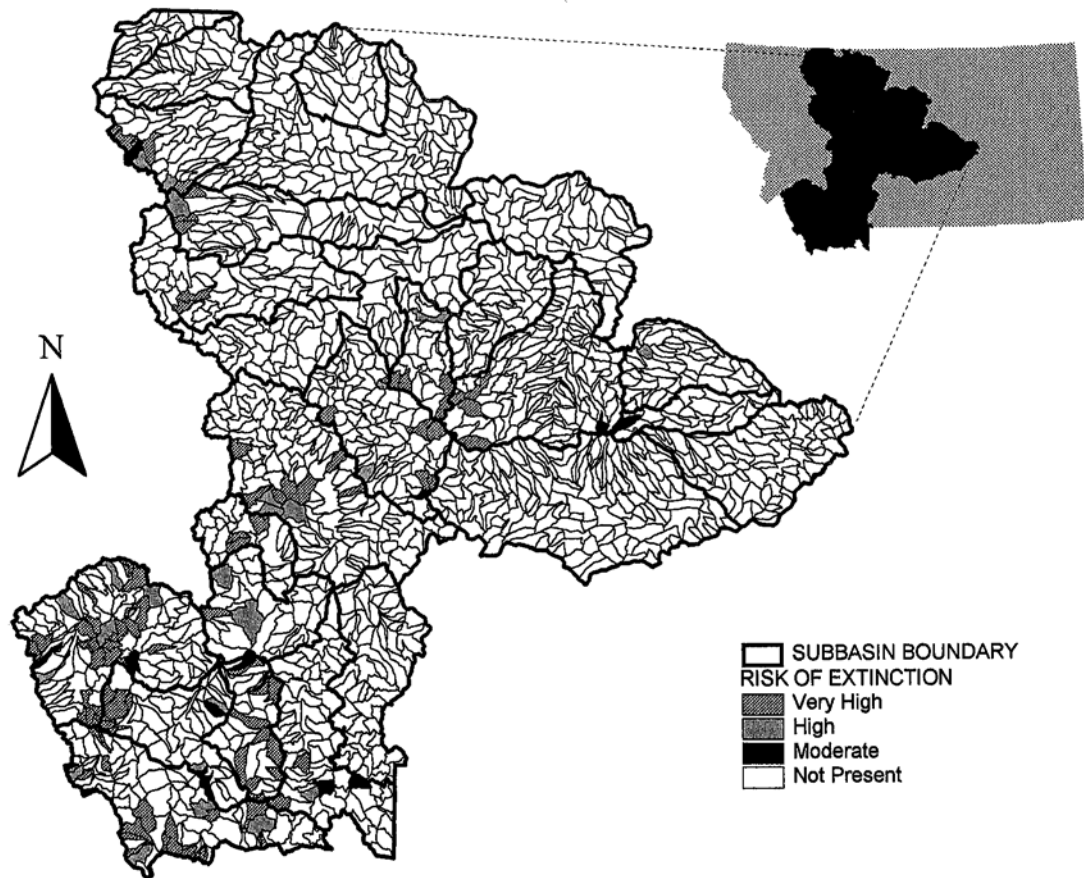 N
SUBBASIN BOUNDARY
RISK OF EXTINCTION
Very High
High
Moderate
Not Present